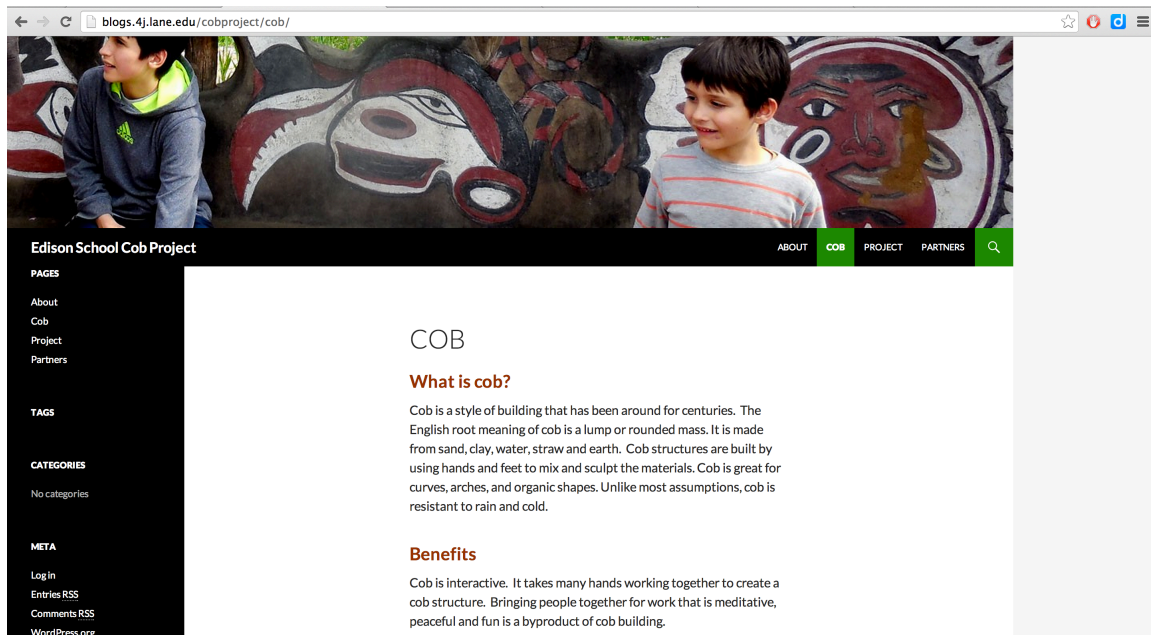 blogs.4j.lane.edu/cobproject/cob/
adidas
Edison School Cob Project
ABOUT COB PROJECT PARTNERS
PAGES
About
Cob
Project
Partners
TAGS
CATEGORIES
No categories
META
Log in
Entries RSS
Comments RSS
WordPress.org
COB
What is cob?
Cob is a style of building that has been around for centuries. The
English root meaning of cob is a lump or rounded mass. It is made
from sand, clay, water, straw and earth. Cob structures are built by
using hands and feet to mix and sculpt the materials. Cob is great for
curves, arches, and organic shapes. Unlike most assumptions, cob is
resistant to rain and cold.
Benefits
Cob is interactive. It takes many hands working together to create a
cob structure. Bringing people together for work that is meditative,
peaceful and fun is a byproduct of cob building.